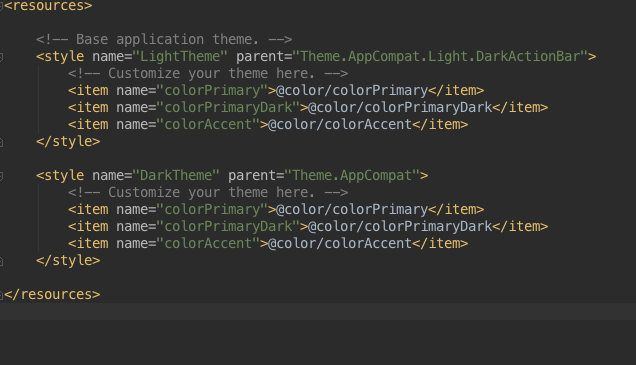 <resources>
<!-- Base application theme. -->
<style name="LightTheme" parent="Theme.AppCompat.Light.DarkActionBar">
<!-- Customize your theme here. -->
<item name="colorPrimary">@color/colorPrimary</item>
<item name="colorPrimaryDark">@color/colorPrimaryDark</item>
<item name="colorAccent">@color/colorAccent</item>
</style>
<style name="DarkTheme" parent="Theme.AppCompat">
<!-- Customize your theme here. -->
<item name="colorPrimary">@color/colorPrimary</item>
<item name="colorPrimaryDark">@color/colorPrimaryDark</item>
<item name="colorAccent">@color/colorAccent</item>
</style>
</resources>